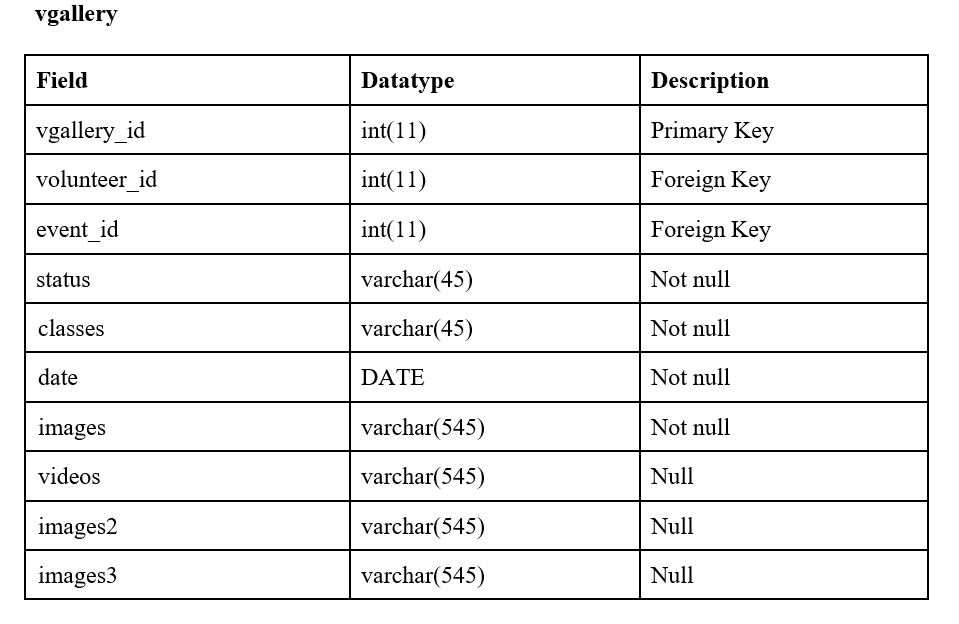 vgallery
Field Datatype Description
vgallery_id int(11) Primary Key
volunteer_id int(11) Foreign Key
event_id int(11) Foreign Key
status varchar(45) Not null
classes varchar(45) Not null
date DATE Not null
images varchar(545) Not null
videos varchar(545) Null
images2 varchar(545) Null
images3 varchar(545) Null